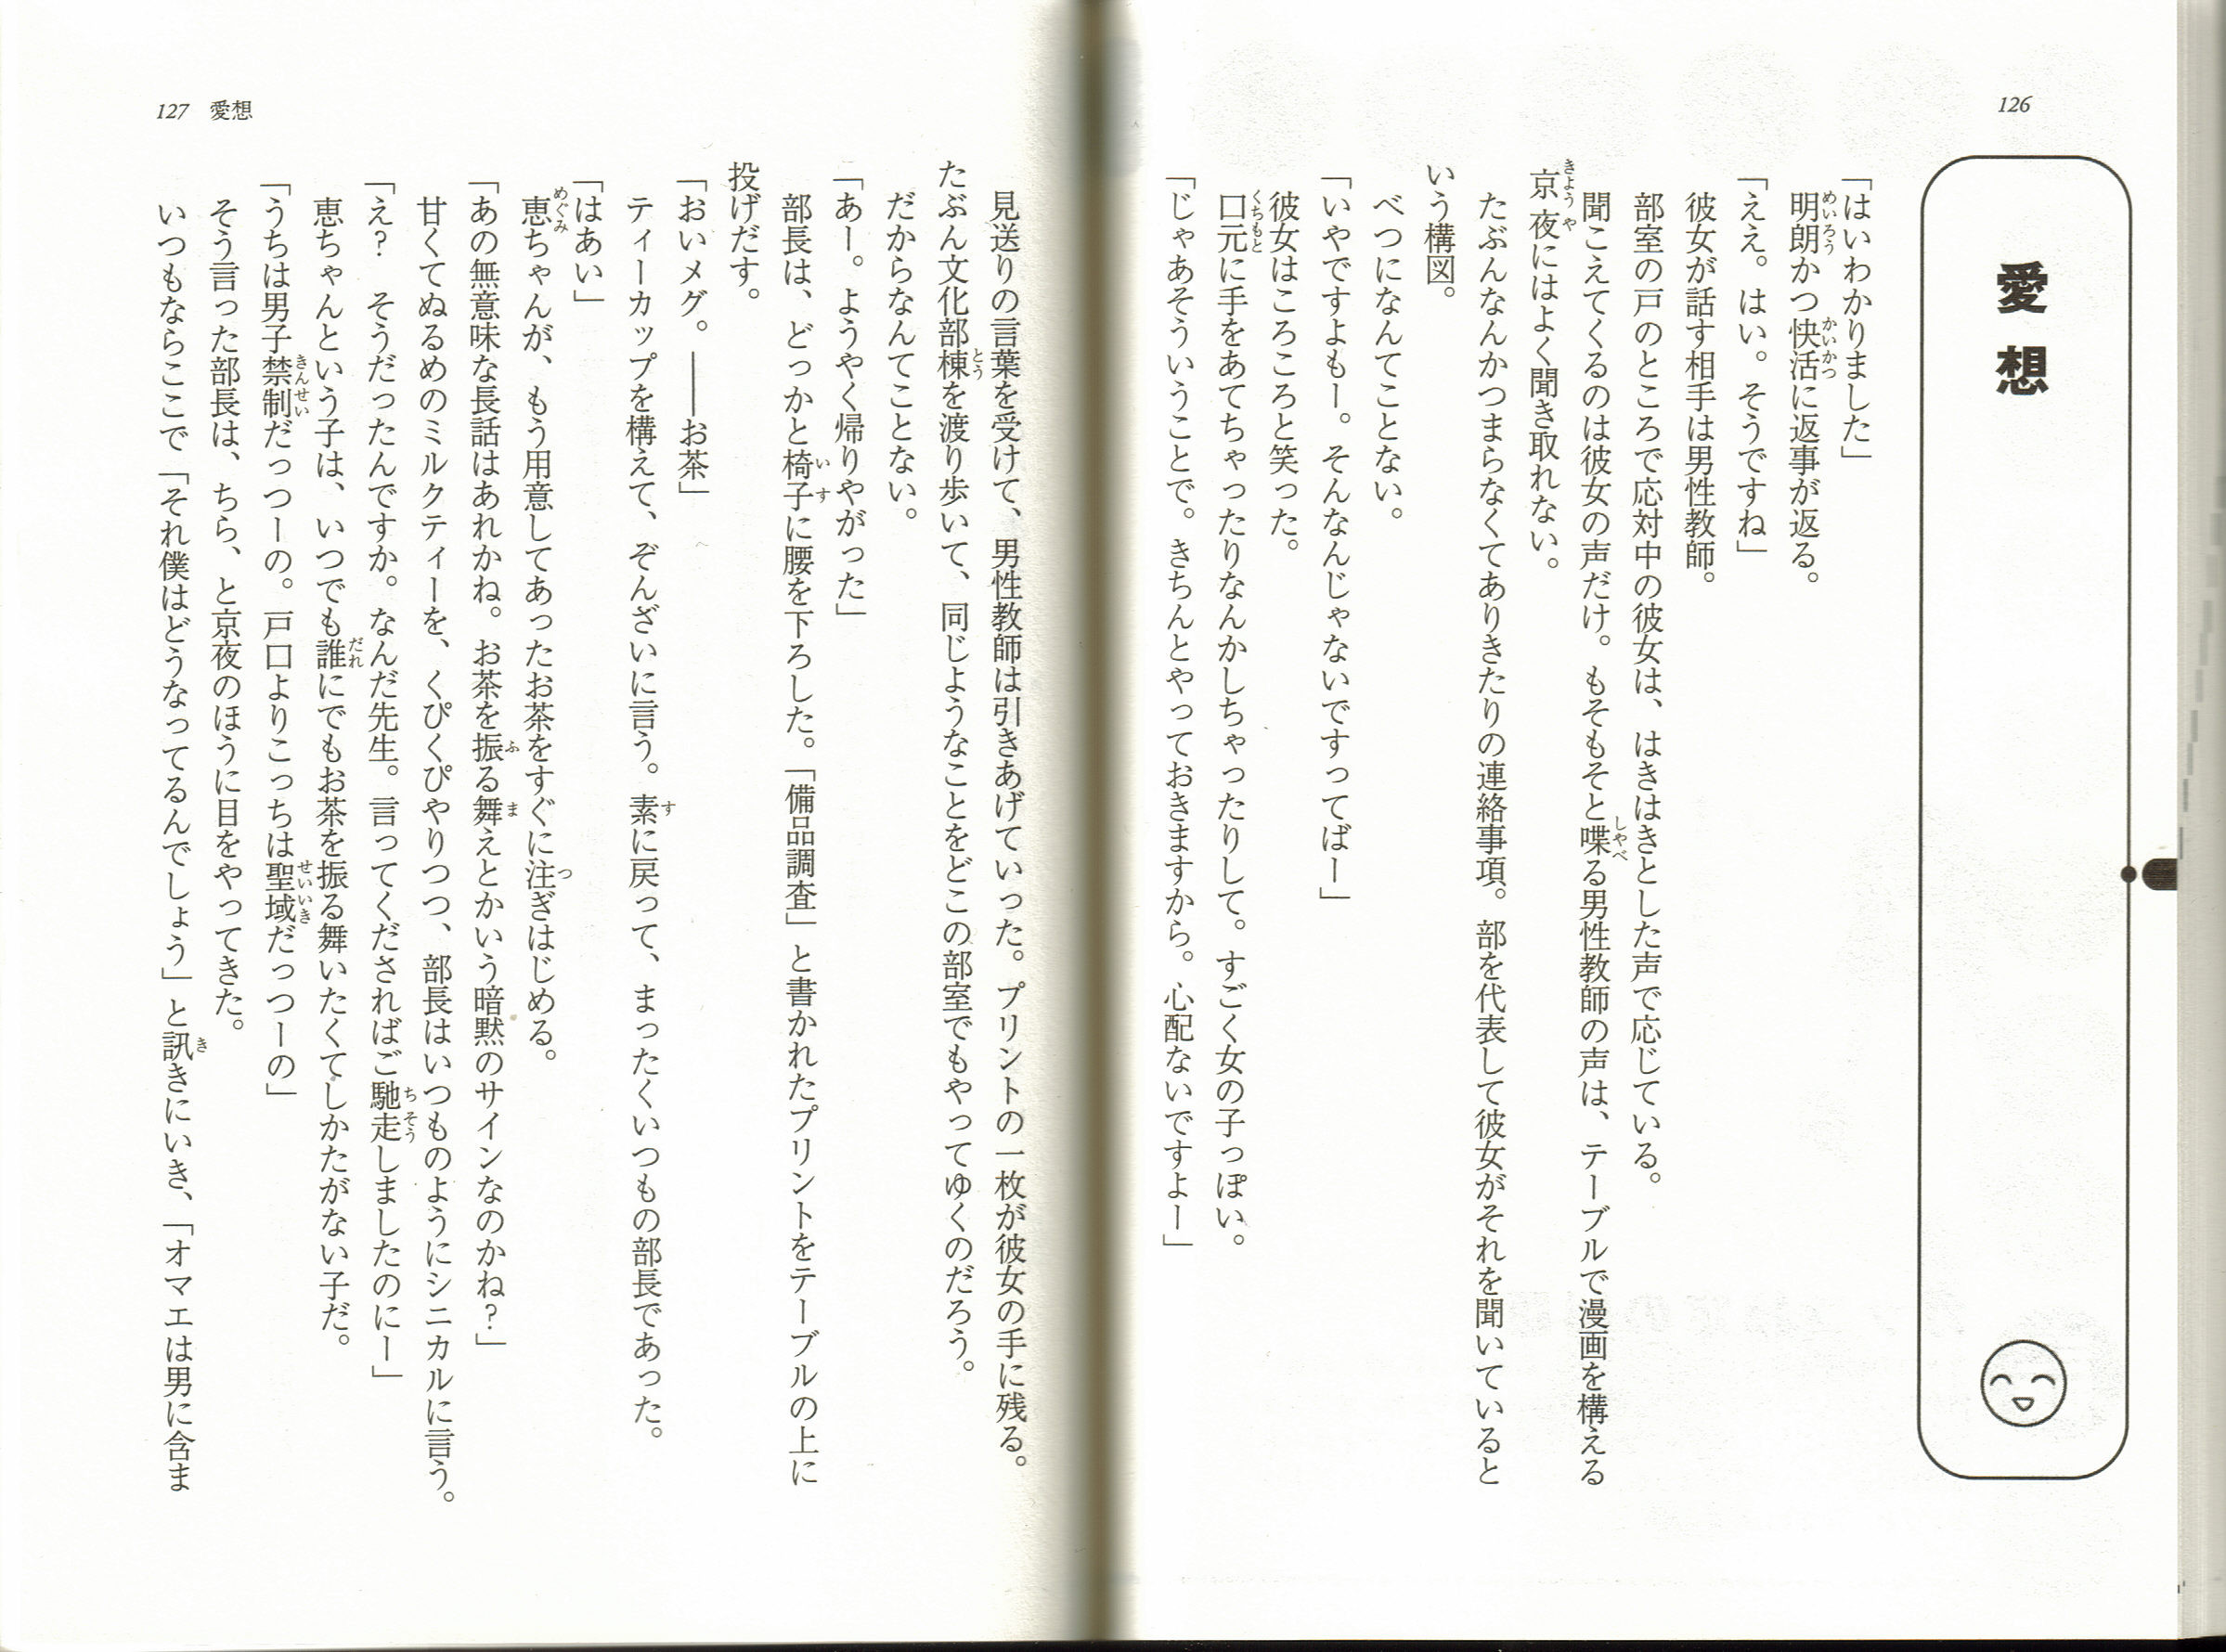 126
愛想
「はいわかりました」
明朗かつ快活に返事が返る。
「ええ。はい。そうですね」
彼女が話す相手は男性教師。
部室の戸のところで応対中の彼女は、はきはきとした声で応じている。
聞こえてくるのは彼女の声だけ。もそもそと喋る男性教師の声は、テーブルで漫画を構える
京夜にはよく聞き取れない。
たぶんなんかつまらなくてありきたりの連絡事項。部を代表して彼女がそれを聞いていると
いう構図。
べつになんてことない。
「いやですよもー。そんなんじゃないですってばー」
彼女はころころと笑った。
口元に手をあてちゃったりなんかしちゃったりして。すごく女の子っぽい。
「じゃあそういうことで。きちんとやっておきますから。心配ないですよー」
見送りの言葉を受けて、男性教師は引きあげていった。プリントの一枚が彼女の手に残る。
たぶん文化部棟を渡り歩いて、同じようなことをどこの部室でもやってゆくのだろう。
だからなんてことない。
「あー。ようやく帰りやがった」
部長は、どっかと椅子に腰を下ろした。「備品調査」と書かれたプリントをテーブルの上に
投げだす。
「おいメグ。――お茶」
ティーカップを構えて、ぞんざいに言う。素に戻って、まったくいつもの部長であった。
「はあい」
恵ちゃんが、もう用意してあったお茶をすぐに注ぎはじめる。
「あの無意味な長話はあれかね。お茶を振る舞えとかいう暗黙のサインなのかね?」
甘くてぬるめのミルクティーを、くぴくぴやりつつ、部長はいつものようにシニカルに言う。
「え? そうだったんですか。なんだ先生。言ってくださればご馳走しましたのにー」
恵ちゃんという子は、いつでも誰にでもお茶を振る舞いたくてしかたがない子だ。
「うちは男子禁制だっつーの。戸口よりこっちは聖域だっつーの」
そう言った部長は、ちら、と京夜のほうに目をやってきた。
いつもならここで「それ僕はどうなってるんでしょう」と訊きにいき、「オマエは男に含ま
127 愛想